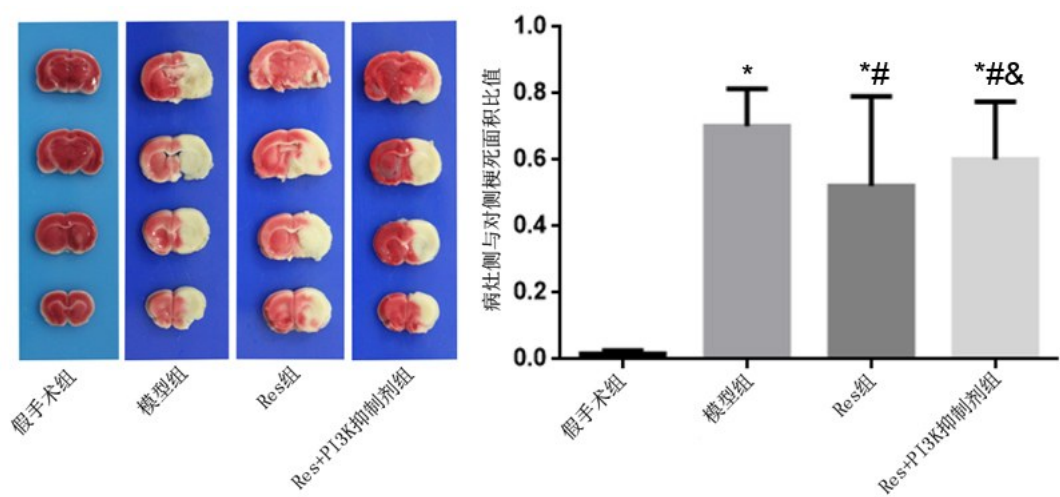 假手术组
模型组
Res组
Res+PI3K抑制剂组
病灶侧与对侧梗死面积比值
1.0
0.8
0.6
0.4
0.2
0.0
*
*#
*#&
假手术组
模型组
Res组
Res+PI3K抑制剂组